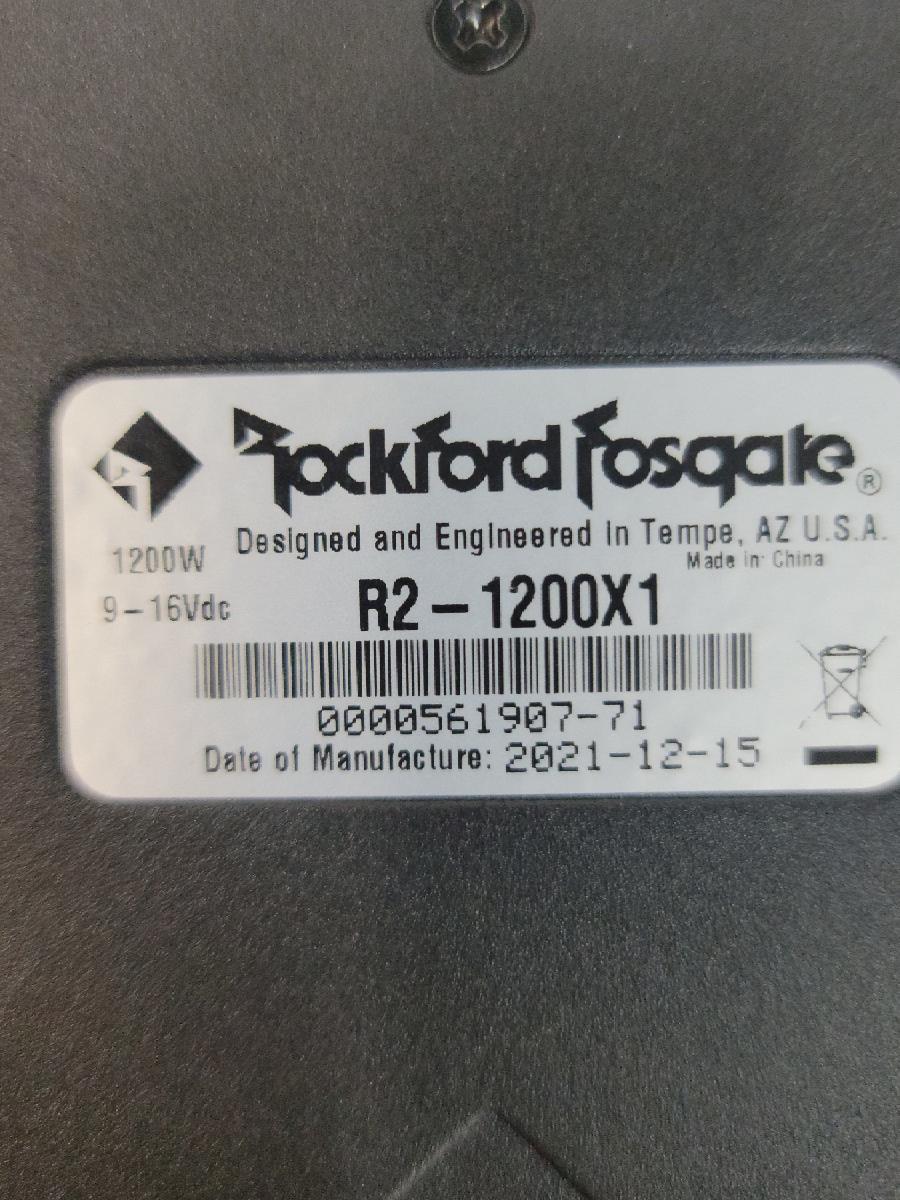 Rockford Fosgate®
Designed and Engineered in Tempe, AZ U.S.A.
Made in China
1200W
R2-1200X1
9-16Vdc
0000561907-71
Date of Manufacture: 2021-12-15